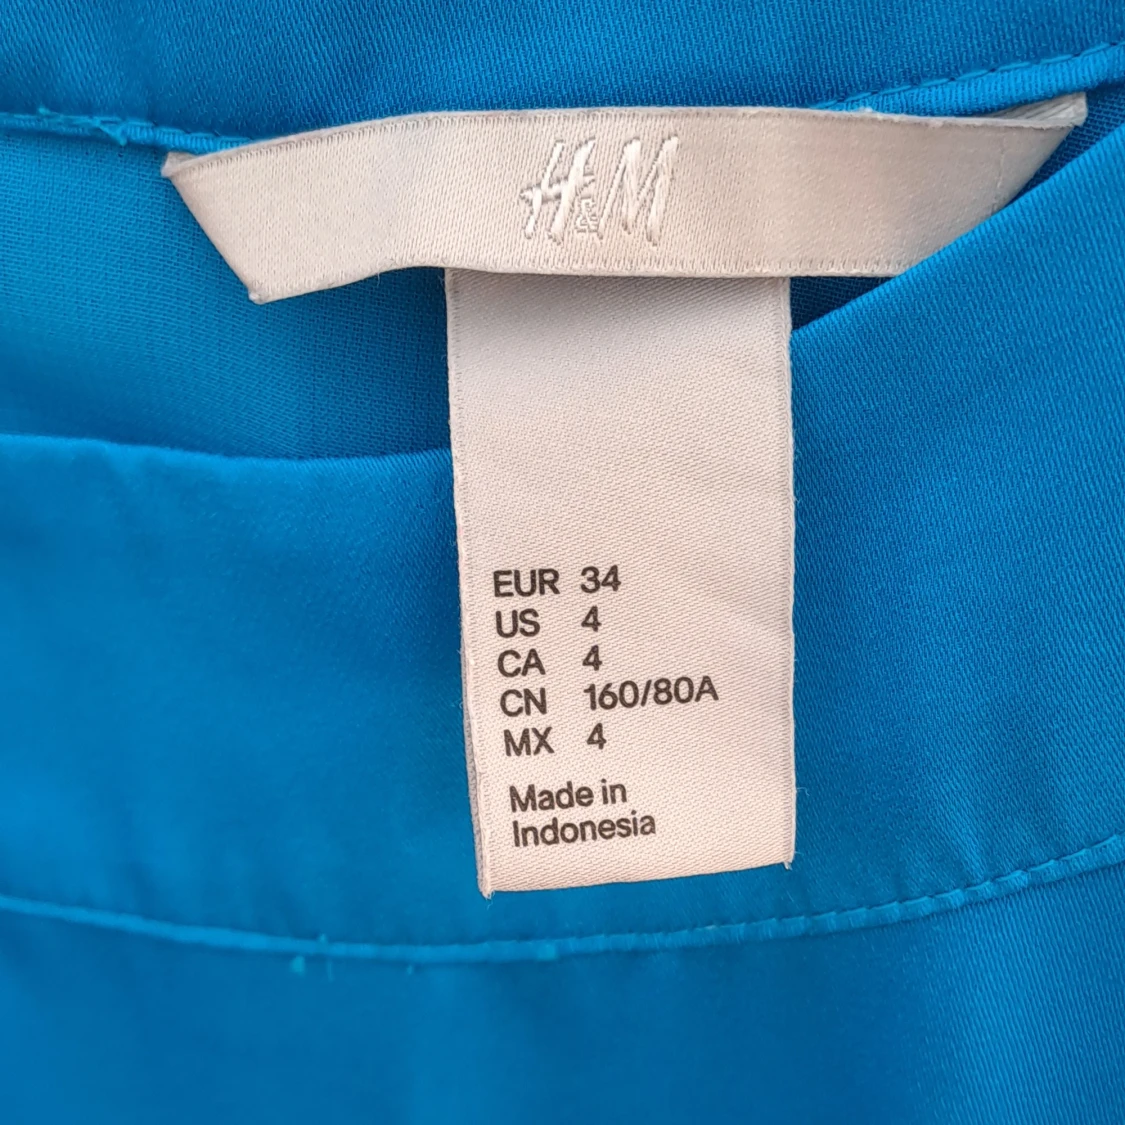 H&M
EUR 34
US 4
CA 4
CN 160/80A
MX 4
Made in
Indonesia